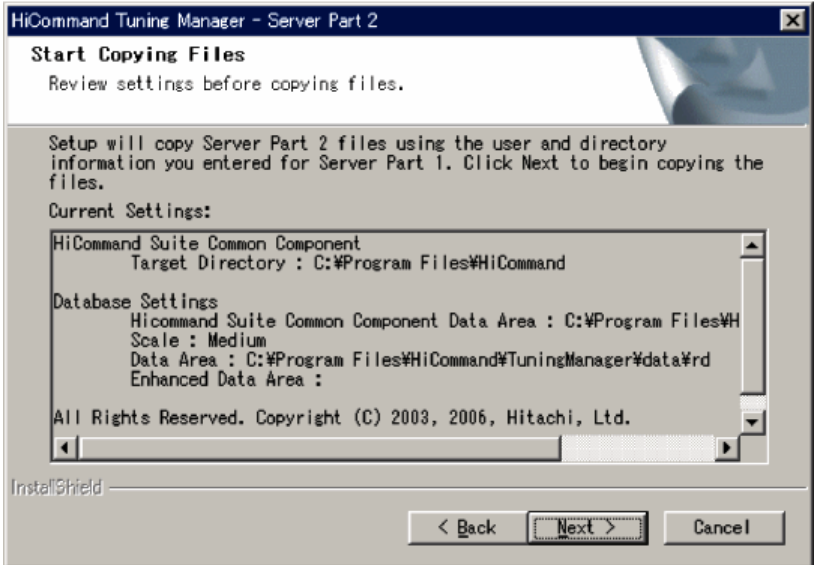 HiCommand Tuning Manager - Server Part 2
Start Copying Files
Review settings before copying files.
Setup will copy Server Part 2 files using the user and directory
information you entered for Server Part 1. Click Next to begin copying the
files.
Current Settings:
HiCommand Suite Common Component
Target Directory : C:¥Program Files¥HiCommand
Database Settings
Hicommand Suite Common Component Data Area : C:¥Program Files¥H
Scale : Medium
Data Area : C:¥Program Files¥HiCommand¥TuningManager¥data¥rd
Enhanced Data Area :
All Rights Reserved. Copyright (C) 2003, 2006, Hitachi, Ltd.
InstallShield
< Back Next > Cancel